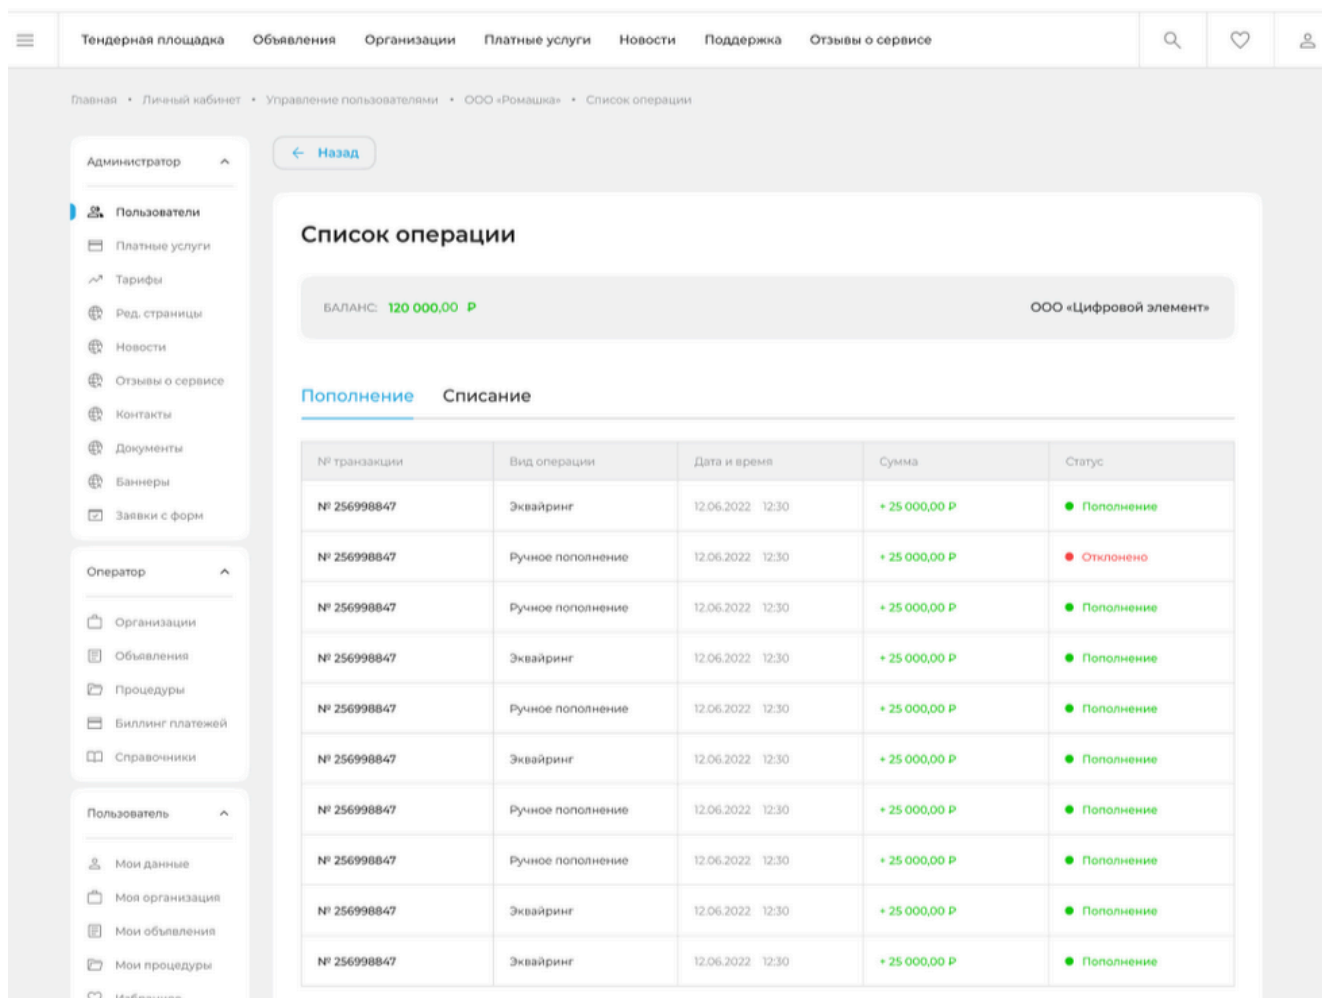 Тендерная площадка Объявления Организации Платные услуги Новости Поддержка Отзывы о сервисе
Главная • Личный кабинет • Управление пользователями • ООО «Ромашка» • Список операции
Администратор
Пользователи
Платные услуги
Тарифы
Ред. страницы
Новости
Отзывы о сервисе
Контакты
Документы
Баннеры
Заявки с форм
Оператор
Организации
Объявления
Процедуры
Биллинг платежей
Справочники
Пользователь
Мои данные
Моя организация
Мои объявления
Мои процедуры
Избранное
← Назад
Список операции
БАЛАНС: 120 000,00 ₽ ООО «Цифровой элемент»
Пополнение Списание
№ транзакции Вид операции Дата и время Сумма Статус
№ 256998847 Эквайринг 12.06.2022 12:30 + 25 000,00 ₽ Пополнение
№ 256998847 Ручное пополнение 12.06.2022 12:30 + 25 000,00 ₽ Отклонено
№ 256998847 Ручное пополнение 12.06.2022 12:30 + 25 000,00 ₽ Пополнение
№ 256998847 Эквайринг 12.06.2022 12:30 + 25 000,00 ₽ Пополнение
№ 256998847 Ручное пополнение 12.06.2022 12:30 + 25 000,00 ₽ Пополнение
№ 256998847 Эквайринг 12.06.2022 12:30 + 25 000,00 ₽ Пополнение
№ 256998847 Ручное пополнение 12.06.2022 12:30 + 25 000,00 ₽ Пополнение
№ 256998847 Ручное пополнение 12.06.2022 12:30 + 25 000,00 ₽ Пополнение
№ 256998847 Эквайринг 12.06.2022 12:30 + 25 000,00 ₽ Пополнение
№ 256998847 Эквайринг 12.06.2022 12:30 + 25 000,00 ₽ Пополнение